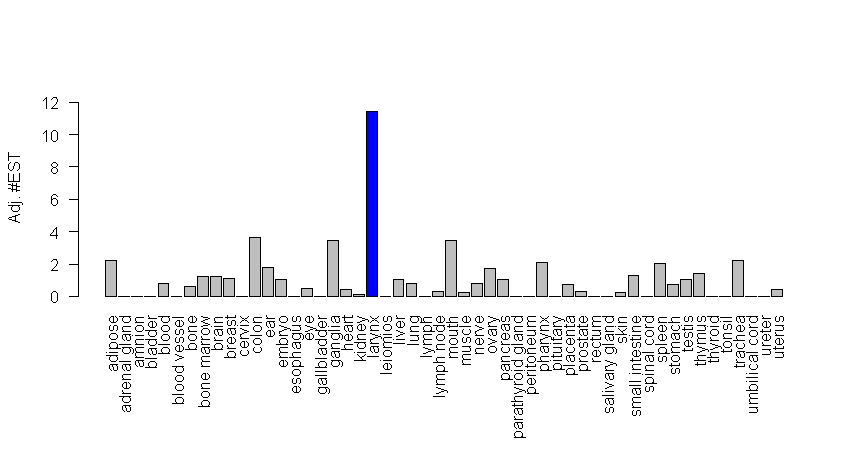 Adj. #EST
12
10
8
6
4
2
0
adipose
adrenal gland
amnion
bladder
blood
blood vessel
bone
bone marrow
brain
breast
cervix
colon
ear
embryo
esophagus
eye
gallbladder
ganglia
heart
kidney
larynx
leiomios
liver
lung
lymph
lymph node
mouth
muscle
nerve
ovary
pancreas
parathyroid gland
peritoneum
pharynx
pituitary
placenta
prostate
rectum
salivary gland
skin
small intestine
spinal cord
spleen
stomach
testis
thymus
thyroid
tonsil
trachea
umbilical cord
ureter
uterus